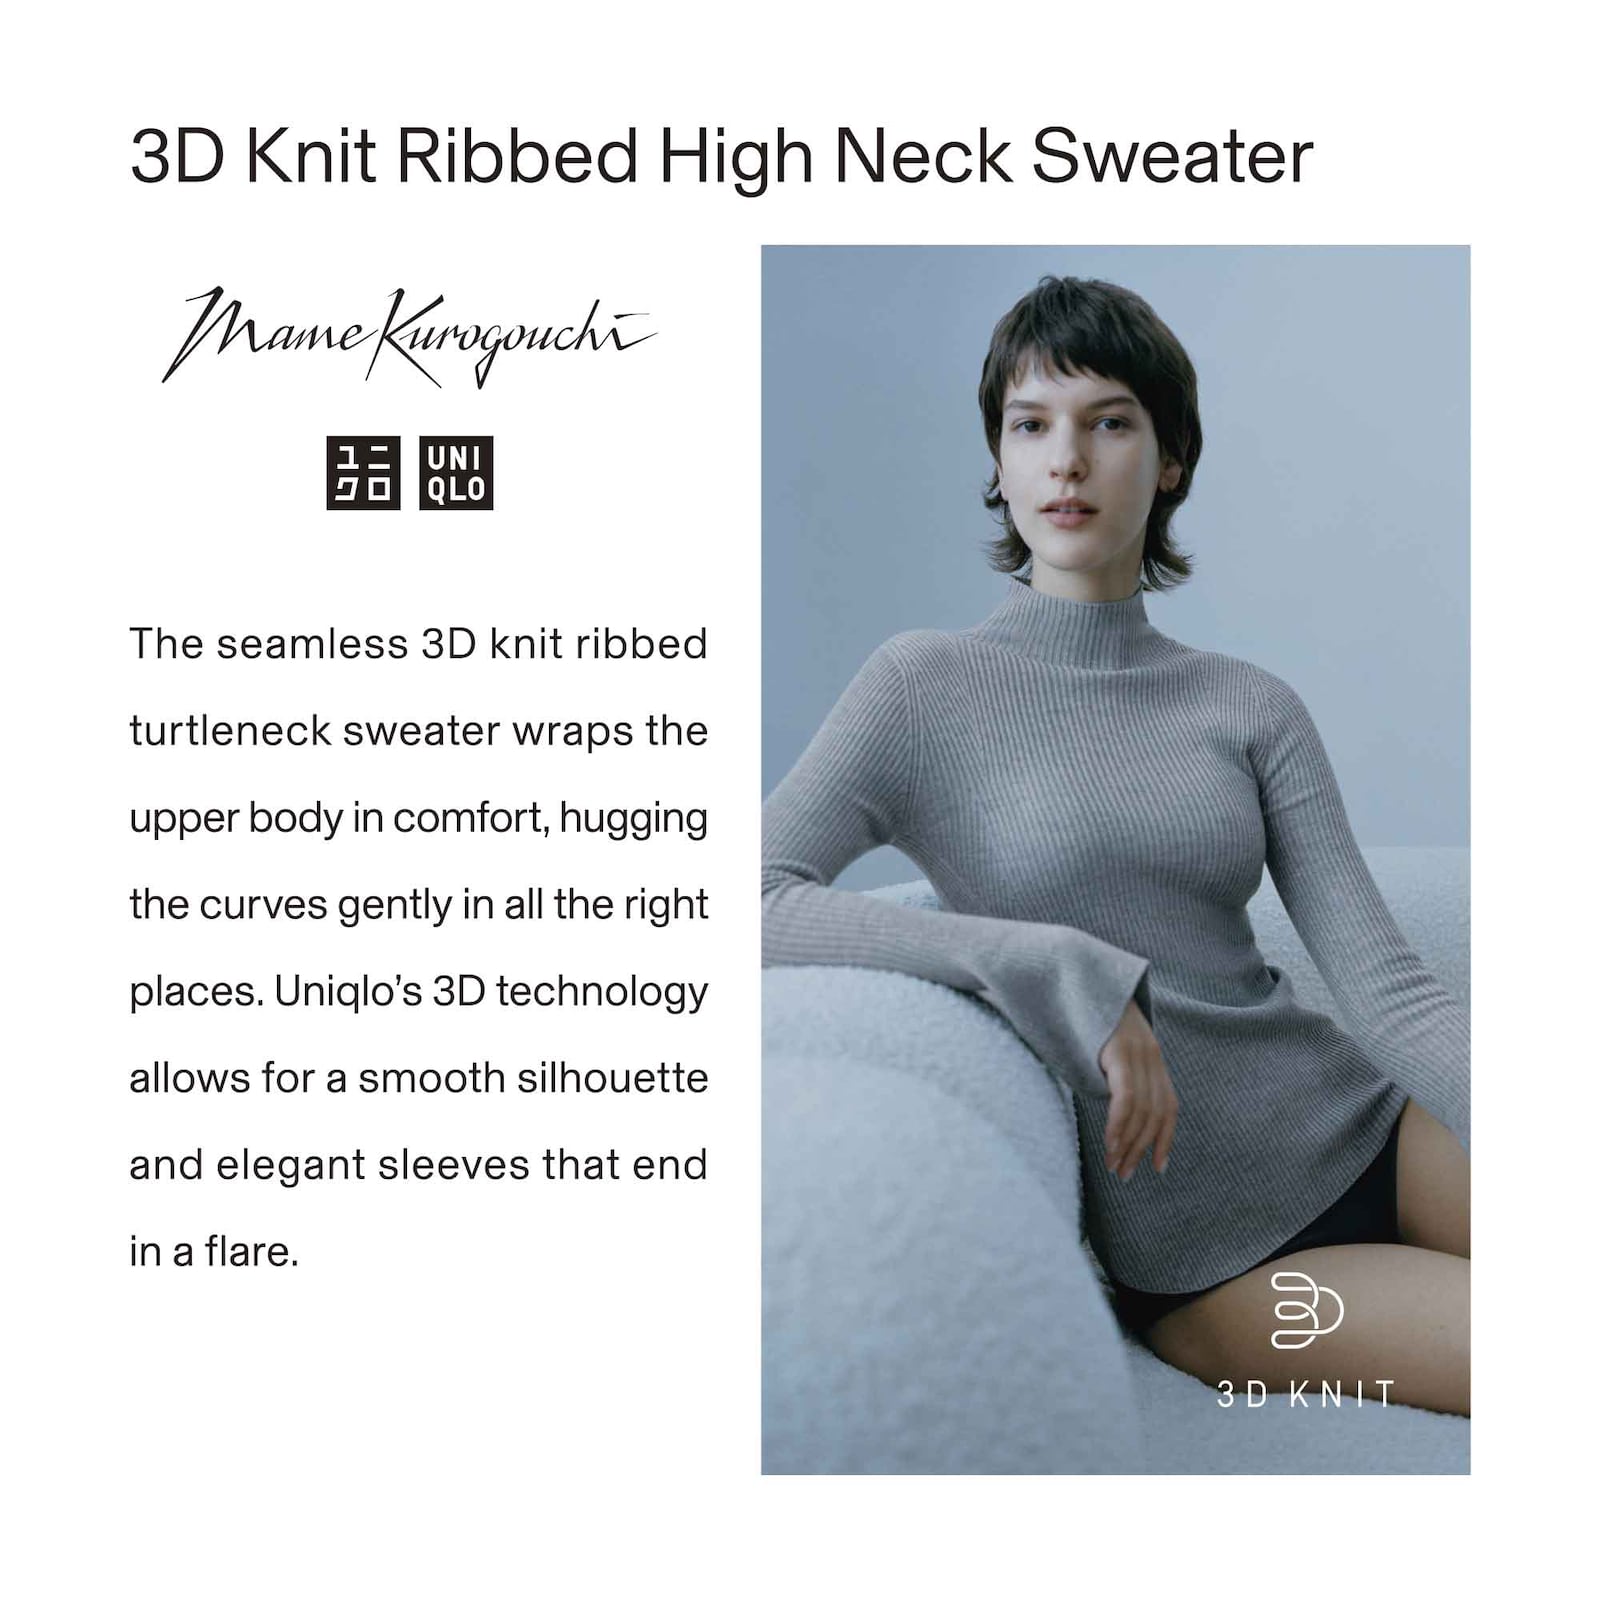 3D Knit Ribbed High Neck Sweater
Mame Kurogouchi
ユニ
クロ
UNI
QLO
The seamless 3D knit ribbed
turtleneck sweater wraps the
upper body in comfort, hugging
the curves gently in all the right
places. Uniqlo’s 3D technology
allows for a smooth silhouette
and elegant sleeves that end
in a flare.
3D
3D KNIT